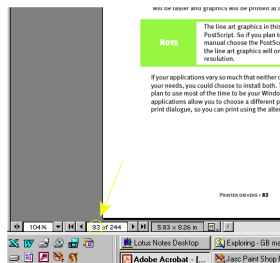 will be faster and graphics will be printed at
The line art graphics in this
PostScript. So if you plan to
NOTE
manual choose the PostSc
the line art graphics will on
resolution.
If your applications vary so much that neither
your needs, you could choose to install both.
plan to use most of the time to be your Windo
applications allow you to choose a different p
print dialogue, so you can using the alter
PRINTER DRIVERS 83
104% 83 of 244 5.83 x 8.26 in
Lotus Notes Desktop Exploring - GB ma
Adobe Acrobat - [... Jasc Paint Shop